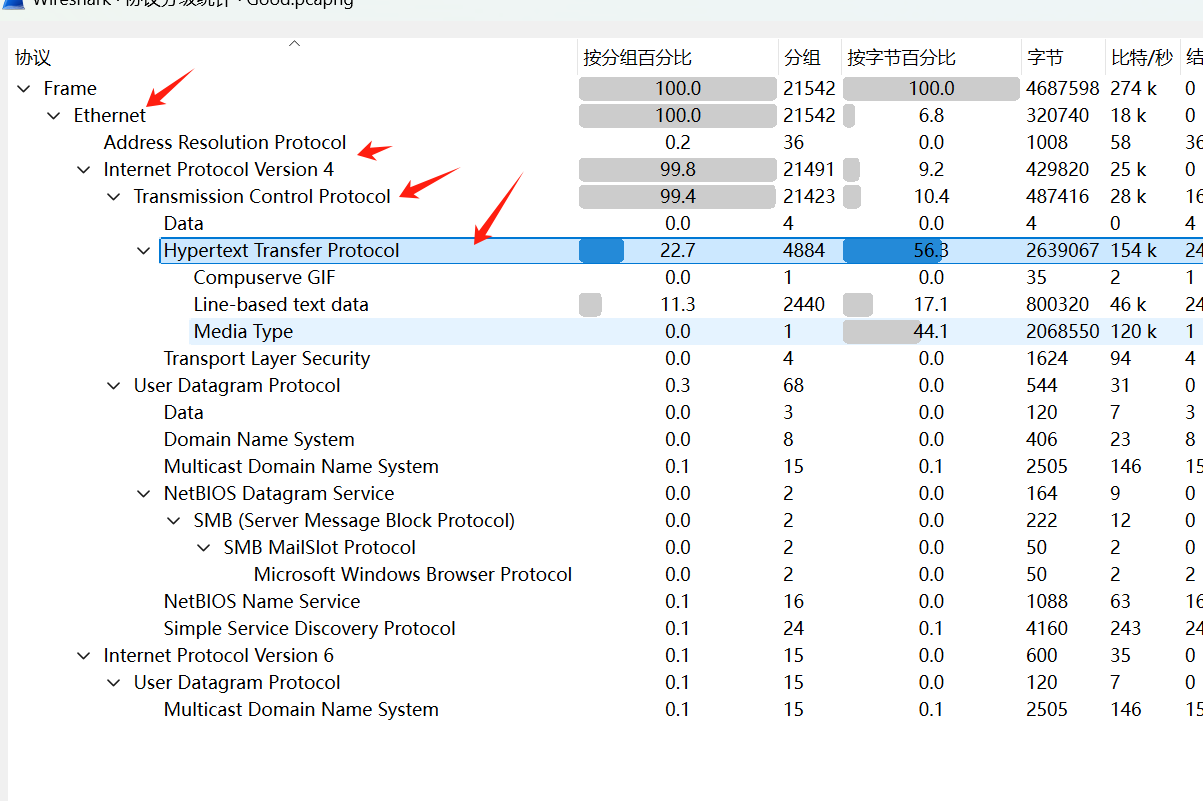 Wireshark · 协议分级统计 · Good.pcapng
协议 按分组百分比 分组 按字节百分比 字节 比特/秒 结
Frame 100.0 21542 100.0 4687598 274 k 0
Ethernet 100.0 21542 6.8 320740 18 k 0
Address Resolution Protocol 0.2 36 0.0 1008 58 36
Internet Protocol Version 4 99.8 21491 9.2 429820 25 k 0
Transmission Control Protocol 99.4 21423 10.4 487416 28 k 16
Data 0.0 4 0.0 4 0 4
Hypertext Transfer Protocol 22.7 4884 56.3 2639067 154 k 24
Compuserve GIF 0.0 1 0.0 35 2 1
Line-based text data 11.3 2440 17.1 800320 46 k 24
Media Type 0.0 1 44.1 2068550 120 k 1
Transport Layer Security 0.0 4 0.0 1624 94 4
User Datagram Protocol 0.3 68 0.0 544 31 0
Data 0.0 3 0.0 120 7 3
Domain Name System 0.0 8 0.0 406 23 8
Multicast Domain Name System 0.1 15 0.1 2505 146 15
NetBIOS Datagram Service 0.0 2 0.0 164 9 0
SMB (Server Message Block Protocol) 0.0 2 0.0 222 12 0
SMB MailSlot Protocol 0.0 2 0.0 50 2 0
Microsoft Windows Browser Protocol 0.0 2 0.0 50 2 2
NetBIOS Name Service 0.1 16 0.0 1088 63 16
Simple Service Discovery Protocol 0.1 24 0.1 4160 243 24
Internet Protocol Version 6 0.1 15 0.0 600 35 0
User Datagram Protocol 0.1 15 0.0 120 7 0
Multicast Domain Name System 0.1 15 0.1 2505 146 15